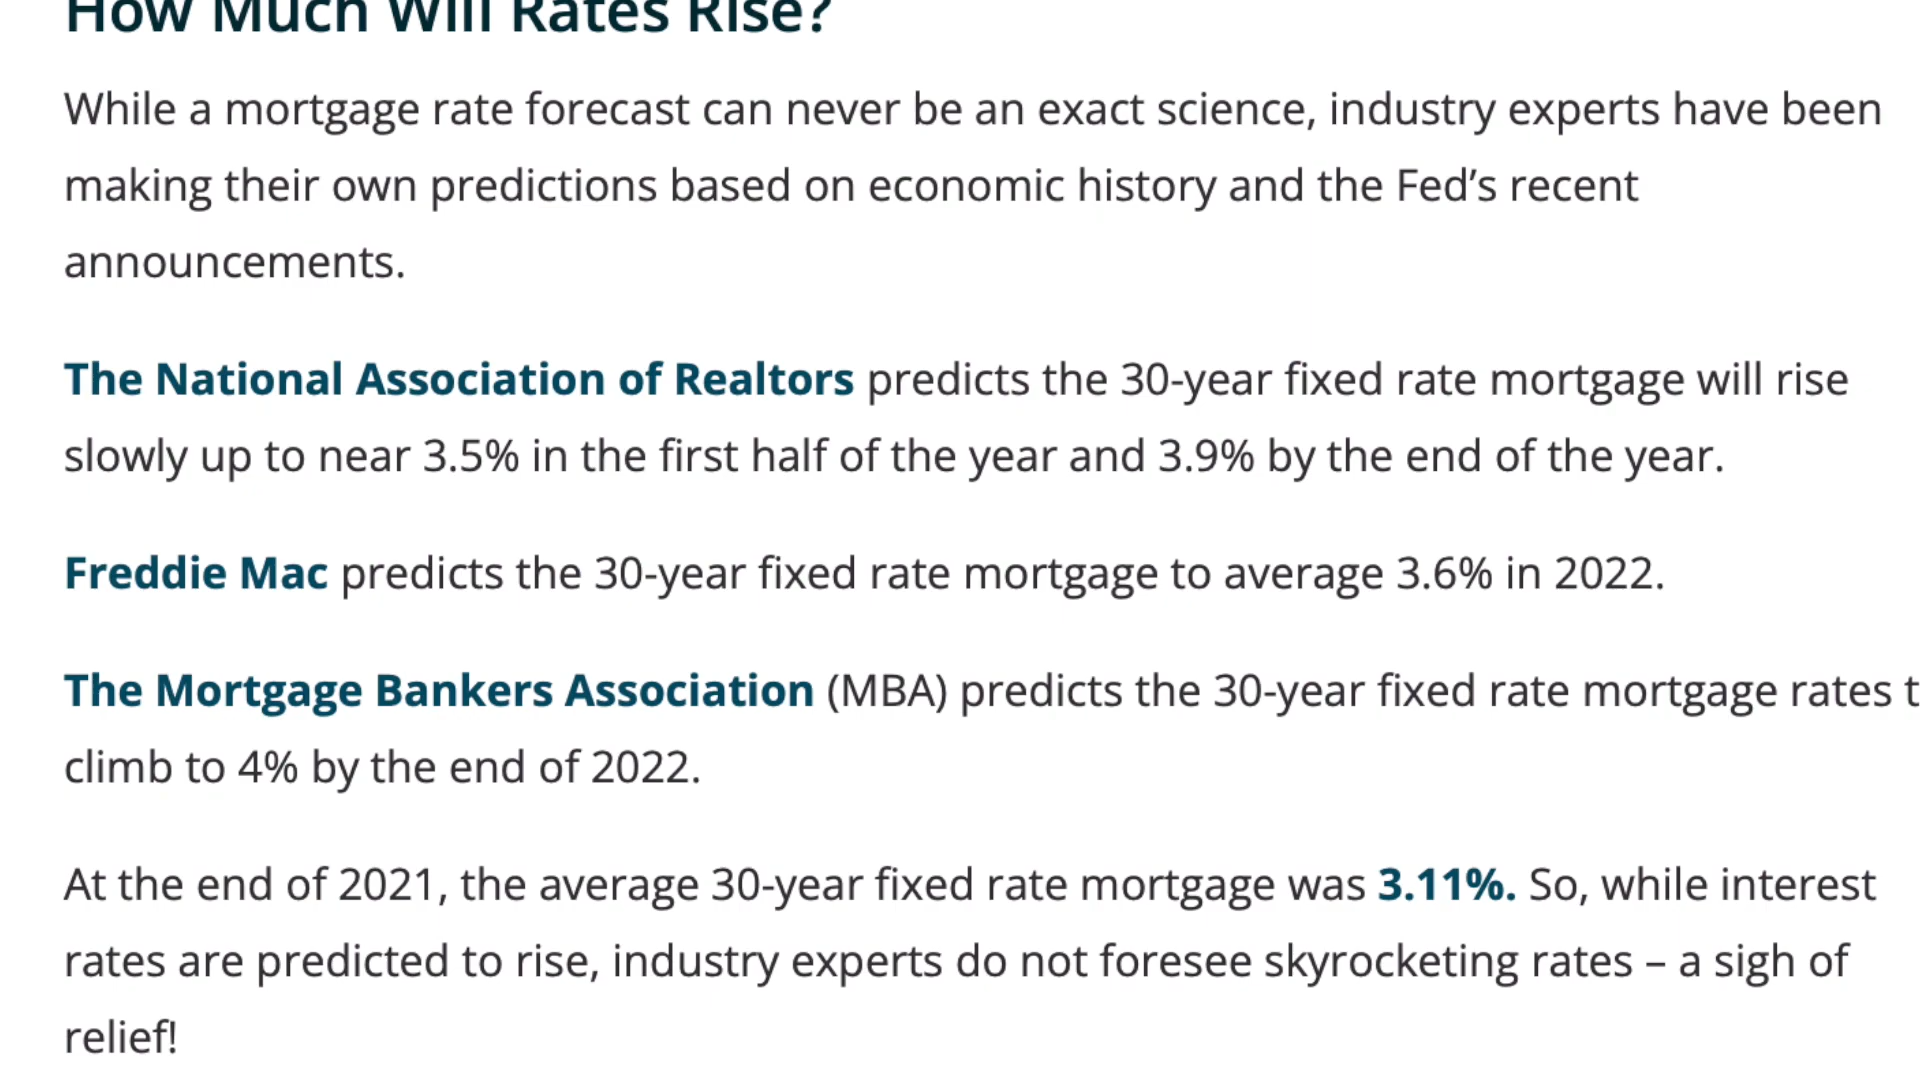 How Much Will Rates Rise?
While a mortgage rate forecast can never be an exact science, industry experts have been
making their own predictions based on economic history and the Fed’s recent
announcements.
The National Association of Realtors predicts the 30-year fixed rate mortgage will rise
slowly up to near 3.5% in the first half of the year and 3.9% by the end of the year.
Freddie Mac predicts the 30-year fixed rate mortgage to average 3.6% in 2022.
The Mortgage Bankers Association (MBA) predicts the 30-year fixed rate mortgage rates t
climb to 4% by the end of 2022.
At the end of 2021, the average 30-year fixed rate mortgage was 3.11%. So, while interest
rates are predicted to rise, industry experts do not foresee skyrocketing rates – a sigh of
relief!